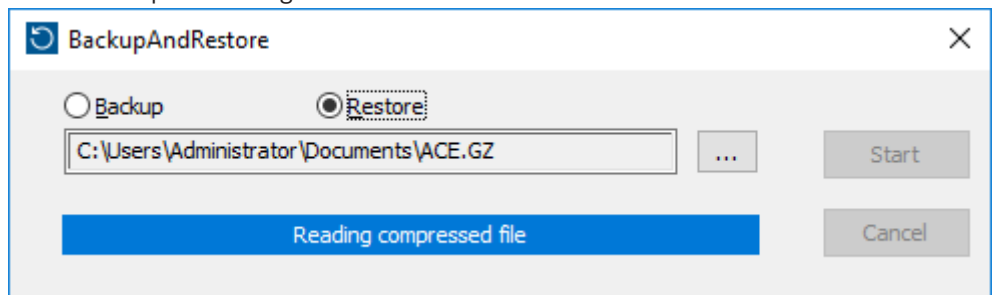 BackupAndRestore
Backup Restore
C:\Users\Administrator\Documents\ACE.GZ ... Start
Reading compressed file Cancel